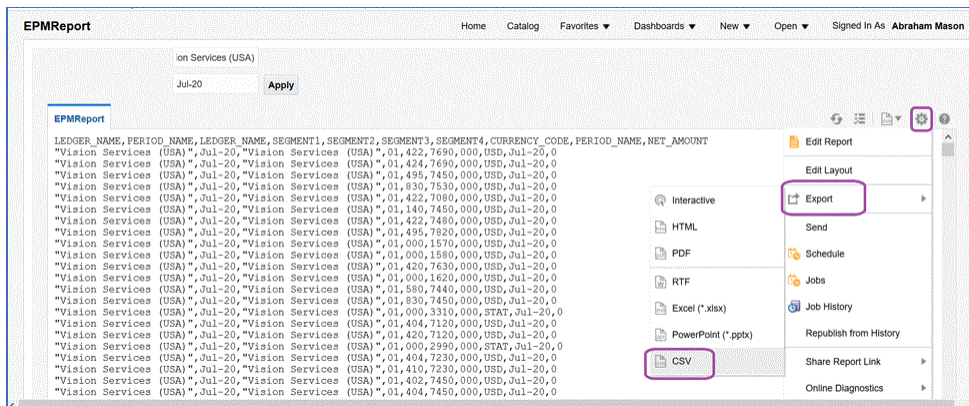 EPMReport
Home Catalog Favorites Dashboards New Open Signed In As Abraham Mason
ion Services (USA)
Jul-20 Apply
EPMReport
LEDGER_NAME,PERIOD_NAME,LEDGER_NAME,SEGMENT1,SEGMENT2,SEGMENT3,SEGMENT4,CURRENCY_CODE,PERIOD_NAME,NET_AMOUNT
"Vision Services (USA)",Jul-20,"Vision Services (USA)",01,422,7690,000,USD,Jul-20,0
"Vision Services (USA)",Jul-20,"Vision Services (USA)",01,424,7690,000,USD,Jul-20,0
"Vision Services (USA)",Jul-20,"Vision Services (USA)",01,495,7450,000,USD,Jul-20,0
"Vision Services (USA)",Jul-20,"Vision Services (USA)",01,830,7530,000,USD,Jul-20,0
"Vision Services (USA)",Jul-20,"Vision Services (USA)",01,422,7080,000,USD,Jul-20,0
"Vision Services (USA)",Jul-20,"Vision Services (USA)",01,140,7450,000,USD,Jul-20,0
"Vision Services (USA)",Jul-20,"Vision Services (USA)",01,422,7480,000,USD,Jul-20,0
"Vision Services (USA)",Jul-20,"Vision Services (USA)",01,495,7820,000,USD,Jul-20,0
"Vision Services (USA)",Jul-20,"Vision Services (USA)",01,000,1570,000,USD,Jul-20,0
"Vision Services (USA)",Jul-20,"Vision Services (USA)",01,000,1580,000,USD,Jul-20,0
"Vision Services (USA)",Jul-20,"Vision Services (USA)",01,420,7630,000,USD,Jul-20,0
"Vision Services (USA)",Jul-20,"Vision Services (USA)",01,000,1620,000,USD,Jul-20,0
"Vision Services (USA)",Jul-20,"Vision Services (USA)",01,580,7440,000,USD,Jul-20,0
"Vision Services (USA)",Jul-20,"Vision Services (USA)",01,830,7450,000,USD,Jul-20,0
"Vision Services (USA)",Jul-20,"Vision Services (USA)",01,000,3310,000,STAT,Jul-20,0
"Vision Services (USA)",Jul-20,"Vision Services (USA)",01,404,7120,000,USD,Jul-20,0
"Vision Services (USA)",Jul-20,"Vision Services (USA)",01,420,7120,000,USD,Jul-20,0
"Vision Services (USA)",Jul-20,"Vision Services (USA)",01,000,2990,000,STAT,Jul-20,0
"Vision Services (USA)",Jul-20,"Vision Services (USA)",01,404,7230,000,USD,Jul-20,0
"Vision Services (USA)",Jul-20,"Vision Services (USA)",01,410,7230,000,USD,Jul-20,0
"Vision Services (USA)",Jul-20,"Vision Services (USA)",01,402,7450,000,USD,Jul-20,0
"Vision Services (USA)",Jul-20,"Vision Services (USA)",01,404,7450,000,USD,Jul-20,0
Interactive
HTML
PDF
RTF
Excel (*.xlsx)
PowerPoint (*.pptx)
CSV
Edit Report
Edit Layout
Export
Send
Schedule
Jobs
Job History
Republish from History
Share Report Link
Online Diagnostics